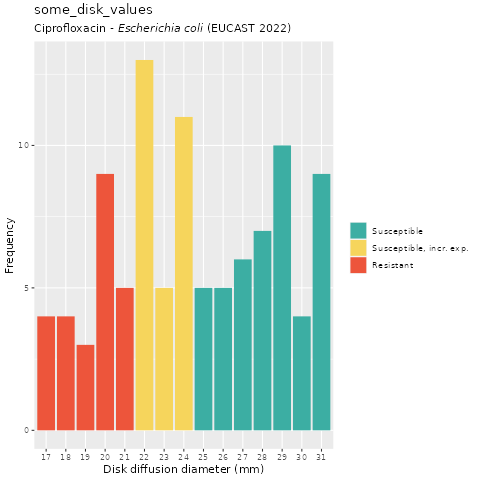 some_disk_values
Ciprofloxacin - Escherichia coli (EUCAST 2022)
Frequency
10
5
0
17 18 19 20 21 22 23 24 25 26 27 28 29 30 31
Disk diffusion diameter (mm)
Susceptible
Susceptible, incr. exp.
Resistant